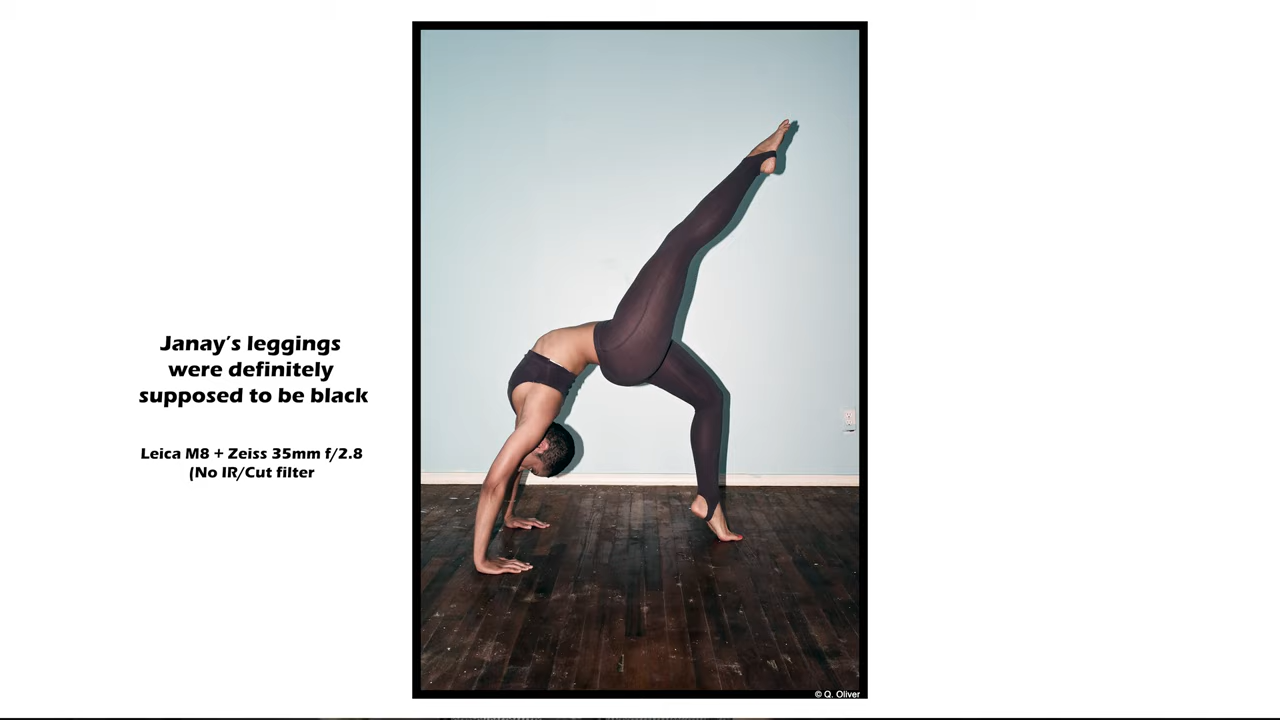 Janay's leggings
were definitely
supposed to be black
Leica M8 + Zeiss 35mm f/2.8
(No IR/Cut filter
© Q. Oliver